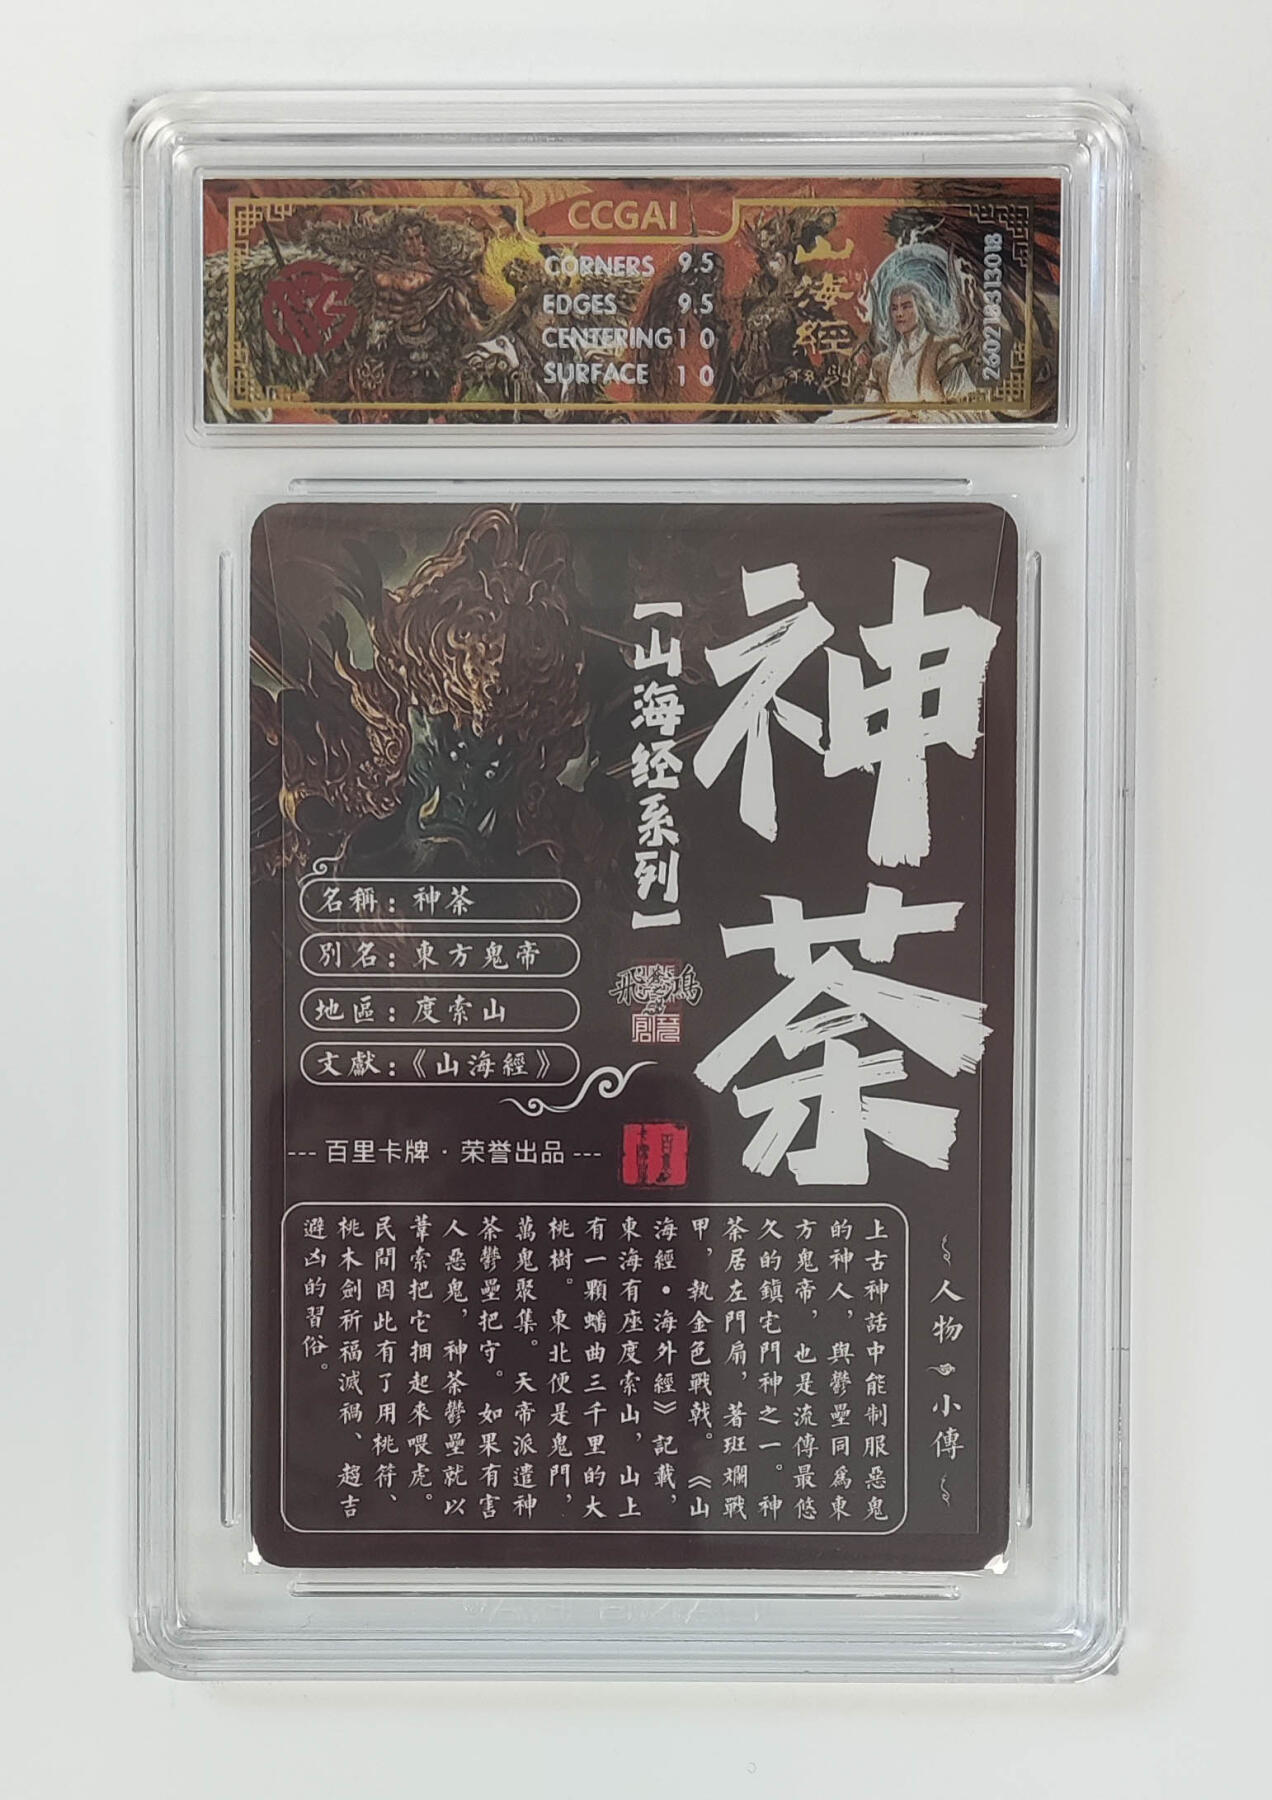 CCGAI
CORNERS 9.5
EDGES 9.5
CENTERING 10
SURFACE 10
山海經
260218313018
神荼
【山海经系列】
飛鴻
名稱：神荼
別名：東方鬼帝
地區：度索山
文獻：《山海經》
--- 百里卡牌 · 荣誉出品 ---
人物小傳
上古神話中能制服惡鬼
的神人，與鬱壘同爲東
方鬼帝，也是流傳最悠
久的鎮宅門神之一。神
荼居左門扇，著班斕戰
甲，執金色戰戟。《山
海經•海外經》記載，
東海有座度索山，山上
有一顆蟠曲三千里的大
桃樹。東北便是鬼門，
萬鬼聚集。天帝派遣神
荼鬱壘把守。如果有害
人惡鬼，神荼鬱壘就以
葦索把它捆起來喂虎。
民間因此有了用桃符、
桃木劍祈福滅禍、趨吉
避凶的習俗。